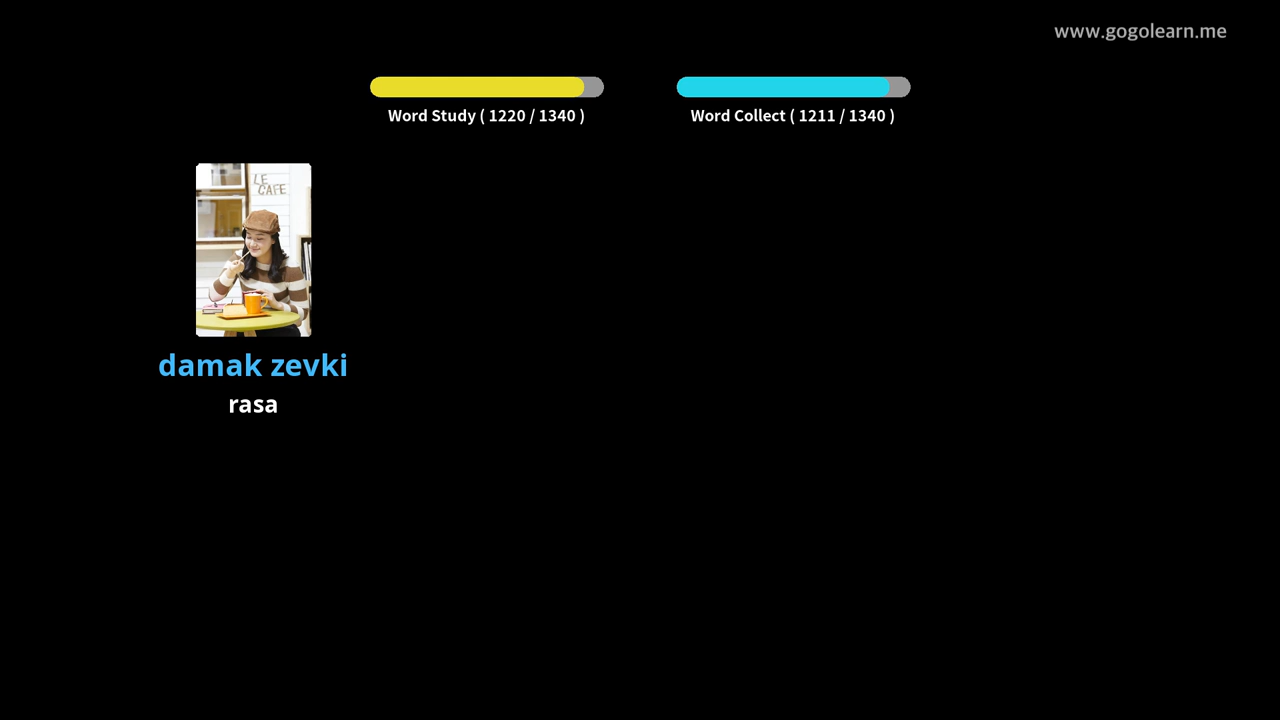 www.gogolearn.me
Word Study ( 1220 / 1340 )
Word Collect ( 1211 / 1340 )
LE
CAFE
damak zevki
rasa